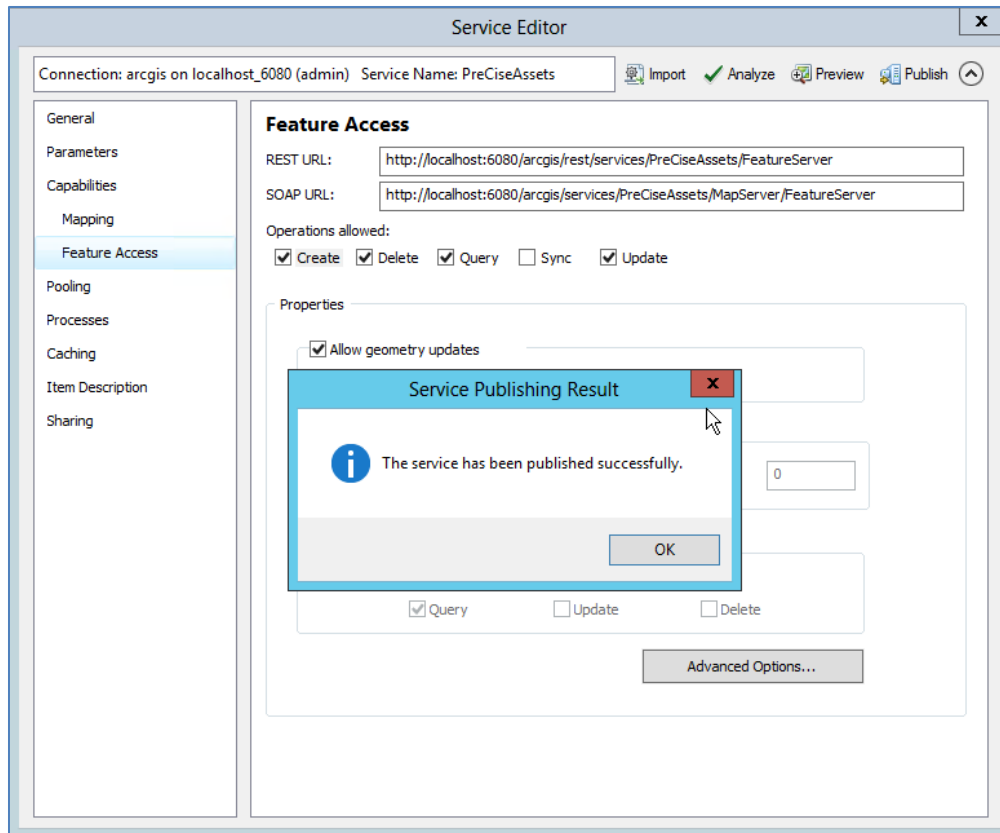 Service Editor
x
Connection: arcgis on localhost_6080 (admin) Service Name: PreCiseAssets
Import Analyze Preview Publish
General
Parameters
Capabilities
Mapping
Feature Access
Pooling
Processes
Caching
Item Description
Sharing
Feature Access
REST URL: http://localhost:6080/arcgis/rest/services/PreCiseAssets/FeatureServer
SOAP URL: http://localhost:6080/arcgis/services/PreCiseAssets/MapServer/FeatureServer
Operations allowed:
Create Delete Query Sync Update
Properties
Allow geometry updates
Service Publishing Result
x
The service has been published successfully.
0
OK
Query Update Delete
Advanced Options...